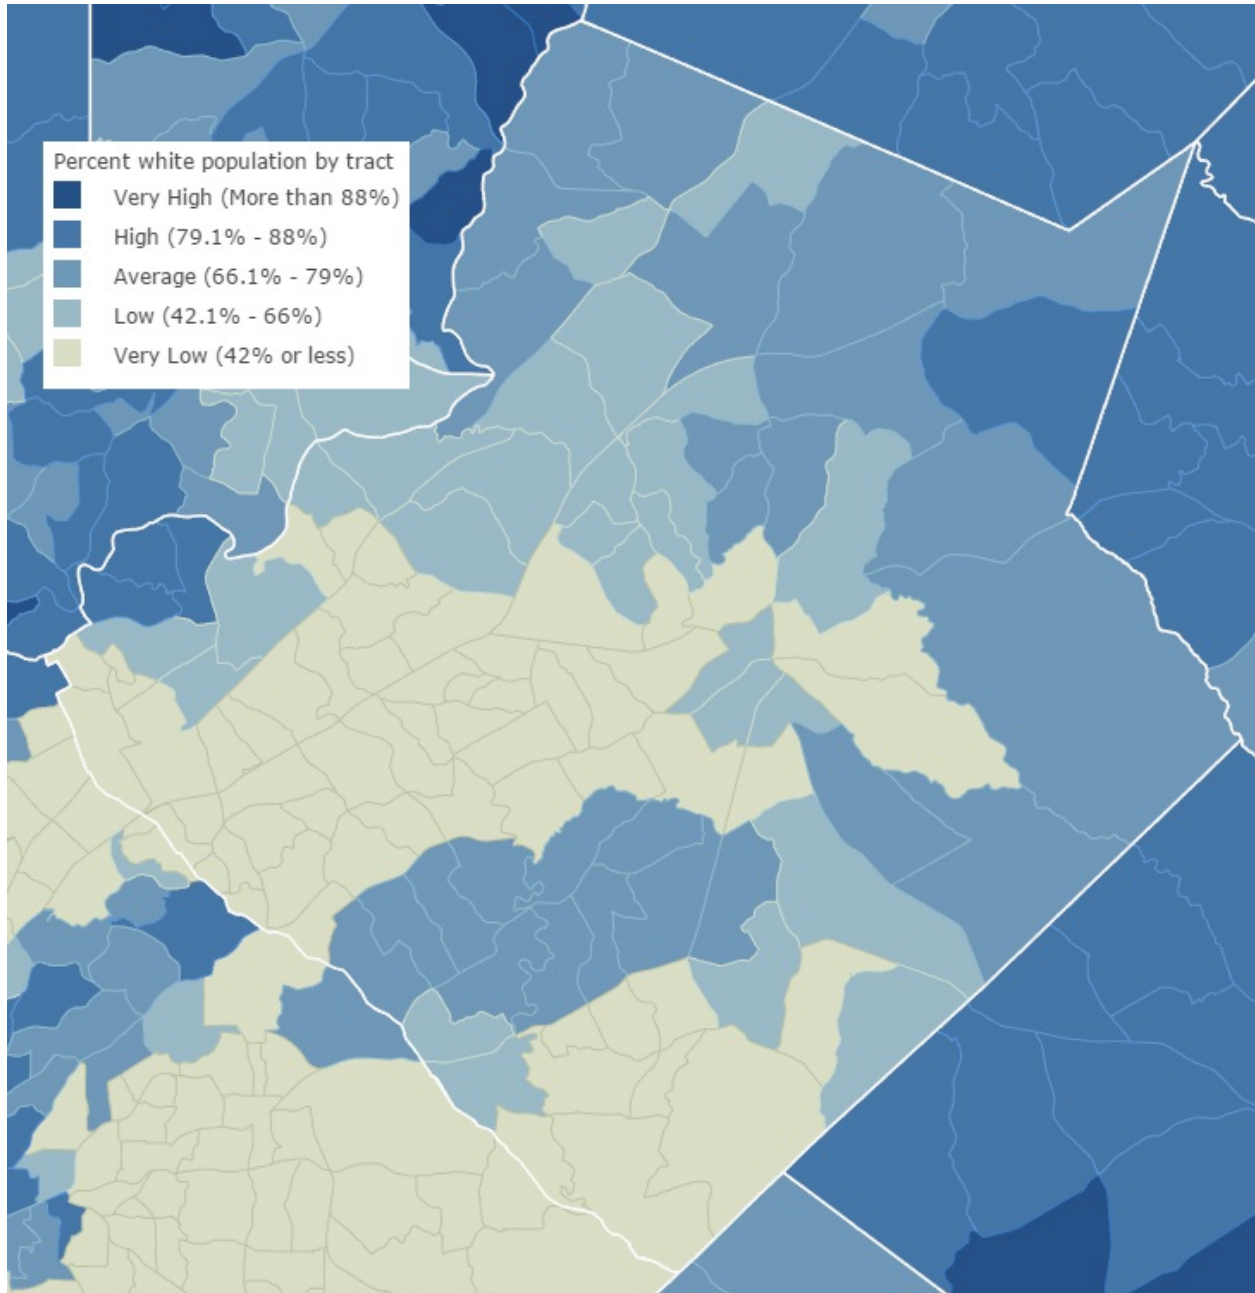 Percent white population by tract
Very High (More than 88%)
High (79.1% - 88%)
Average (66.1% - 79%)
Low (42.1% - 66%)
Very Low (42% or less)